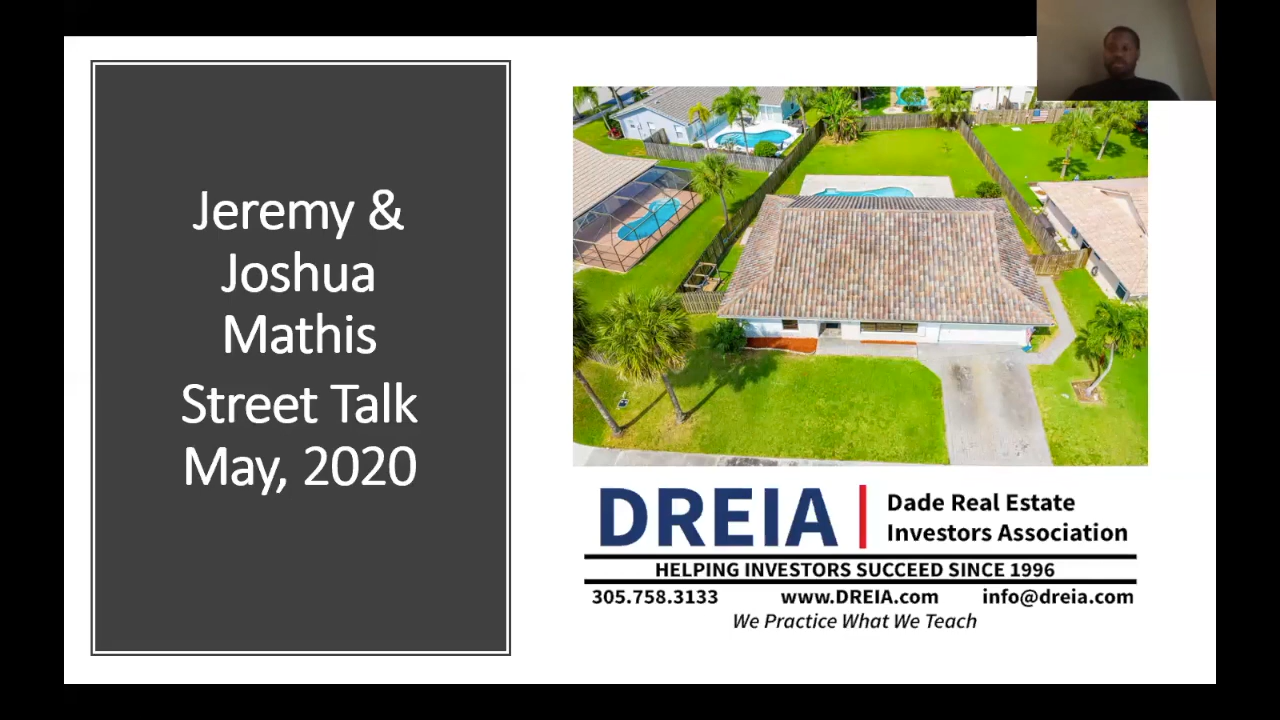 Jeremy &
Joshua
Mathis
Street Talk
May, 2020
DREIA
Dade Real Estate
Investors Association
HELPING INVESTORS SUCCEED SINCE 1996
305.758.3133 www.DREIA.com info@dreia.com
We Practice What We Teach